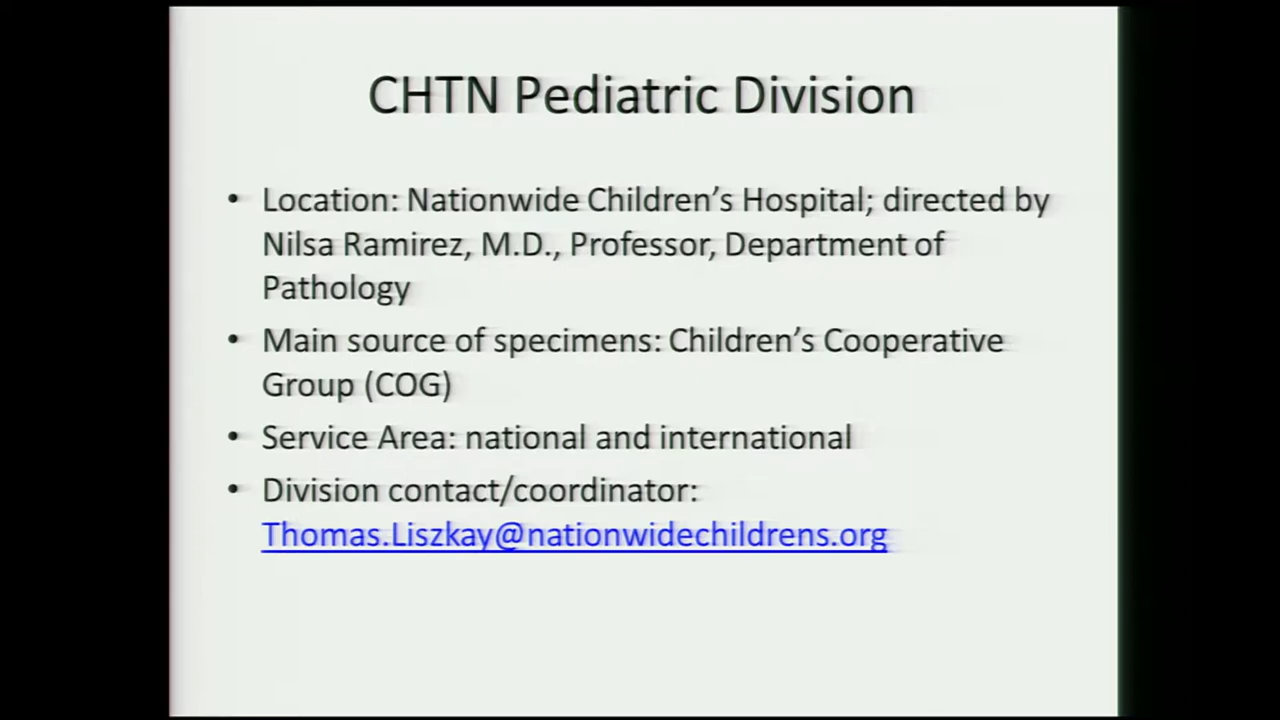 CHTN Pediatric Division
• Location: Nationwide Children's Hospital; directed by
Nilsa Ramirez, M.D., Professor, Department of
Pathology
• Main source of specimens: Children's Cooperative
Group (COG)
• Service Area: national and international
• Division contact/coordinator:
Thomas.Liszkay@nationwidechildrens.org